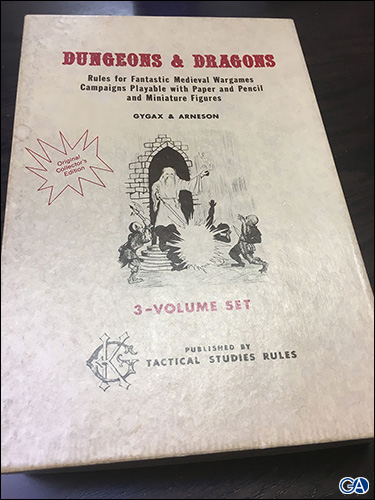 DUNGEONS & DRAGONS
Rules for Fantastic Medieval Wargames
Campaigns Playable with Paper and Pencil
and Miniature Figures
GYGAX & ARNESON
Original
Collector's
Edition
3-VOLUME SET
PUBLISHED BY
TACTICAL STUDIES RULES
GA